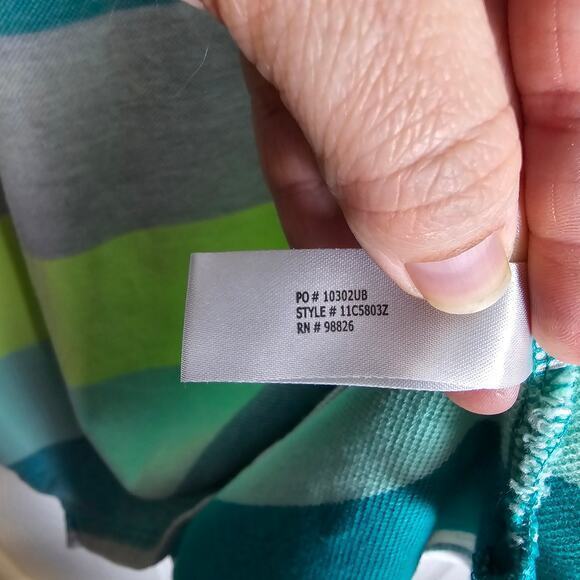 PO # 10302UB
STYLE # 11C5803Z
RN # 98826